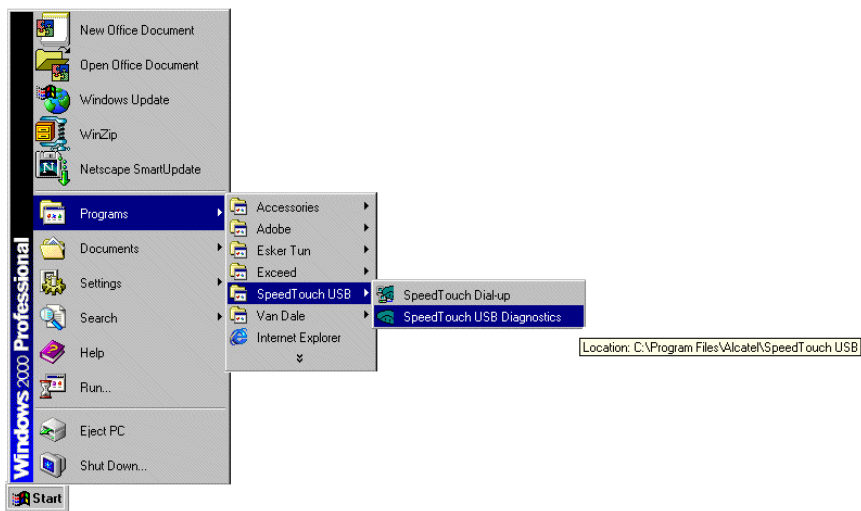 New Office Document
Open Office Document
Windows Update
WinZip
Netscape SmartUpdate
Programs
Documents
Settings
Search
Help
Run...
Eject PC
Shut Down...
Windows 2000 Professional
Start
Accessories
Adobe
Esker Tun
Exceed
SpeedTouch USB
Van Dale
Internet Explorer
SpeedTouch Dial-up
SpeedTouch USB Diagnostics
Location: C:\Program Files\Alcatel\SpeedTouch USB